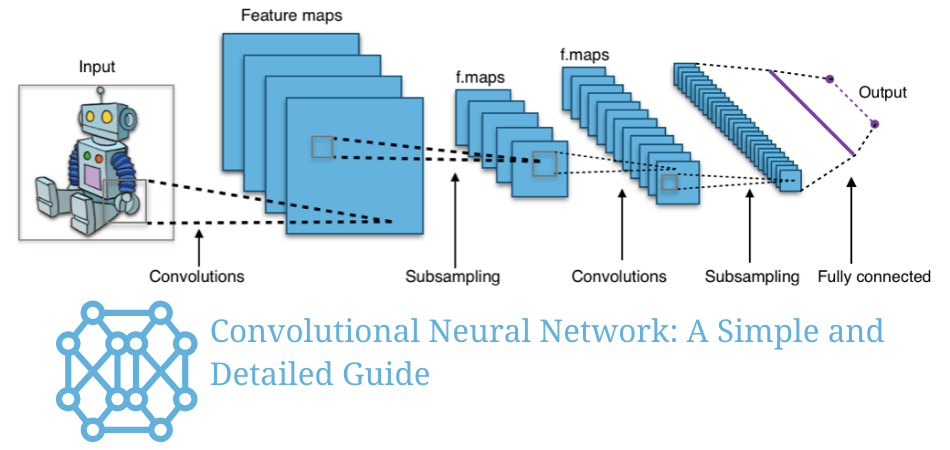 Feature maps
Input
f.maps
f.maps
Output
Convolutions
Subsampling
Convolutions
Subsampling
Fully connected
Convolutional Neural Network: A Simple and
Detailed Guide